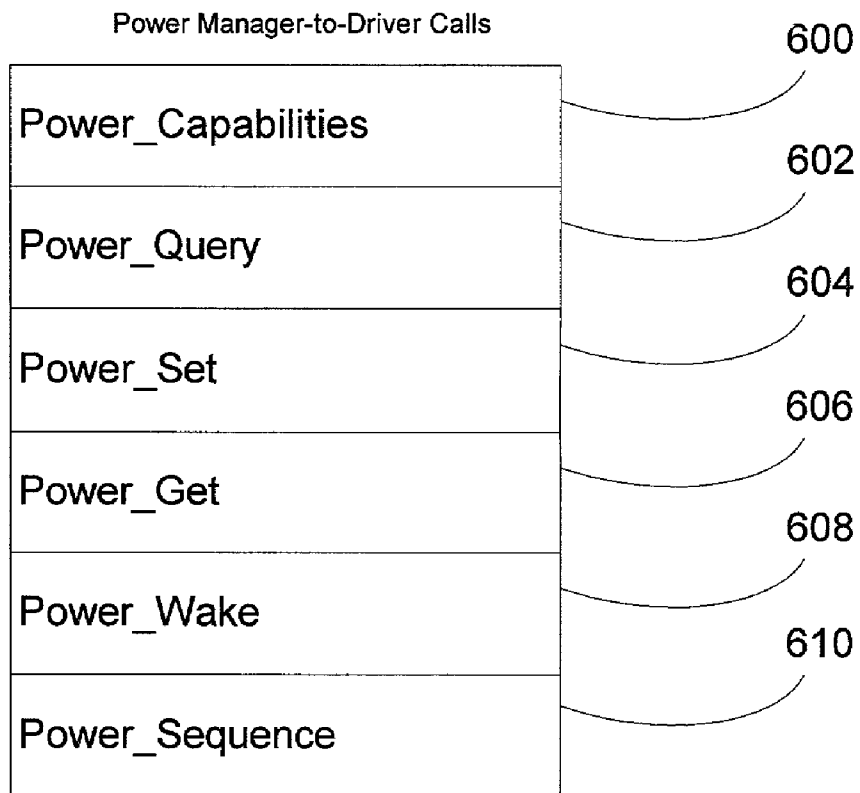 Power Manager-to-Driver Calls
600
Power_Capabilities
602
Power_Query
604
Power_Set
606
Power_Get
608
Power_Wake
610
Power_Sequence